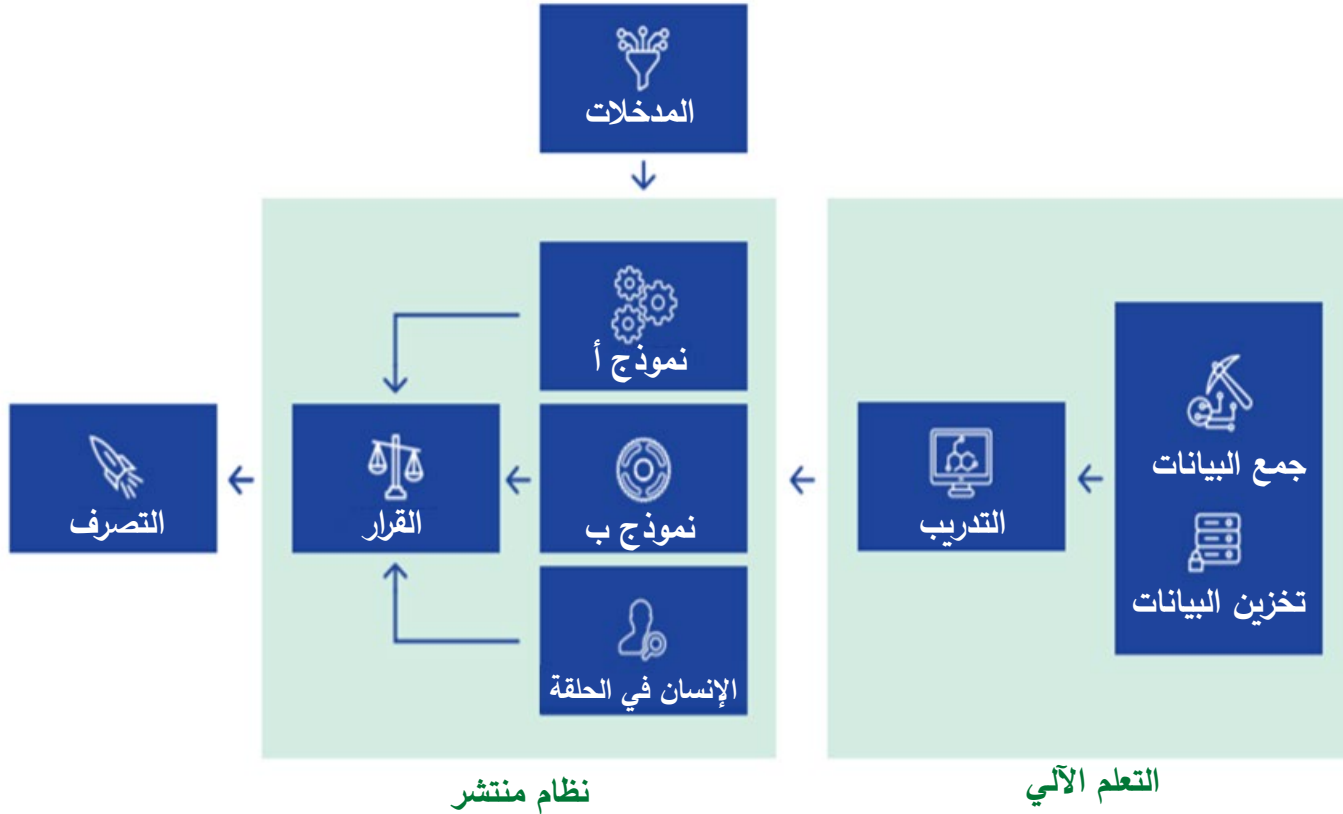 المدخلات
جمع البيانات
تخزين البيانات
التدريب
التعلم الآلي
نموذج أ
نموذج ب
الإنسان في الحلقة
القرار
نظام منتشر
التصرف